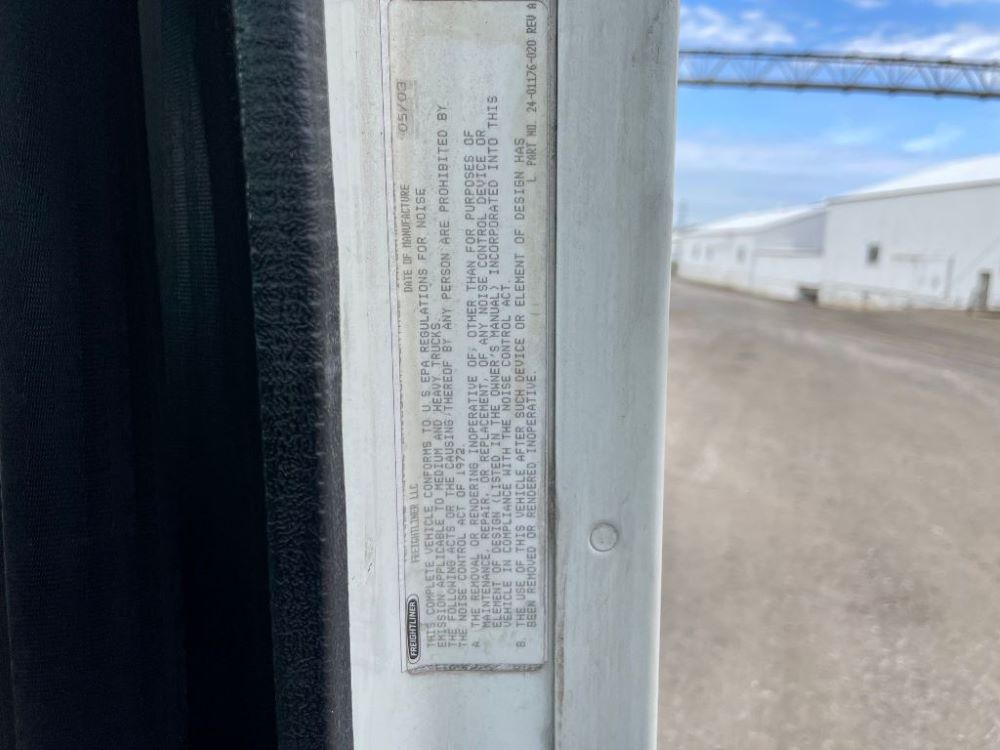 FREIGHTLINER FREIGHTLINER LLC DATE OF MANUFACTURE 05/03
THIS COMPLETE VEHICLE CONFORMS TO U S EPA REGULATIONS FOR NOISE
EMISSION APPLICABLE TO MEDIUM AND HEAVY TRUCKS.
THE FOLLOWING ACTS OR THE CAUSING THEREOF BY ANY PERSON ARE PROHIBITED BY
THE NOISE CONTROL ACT OF 1972.
A THE REMOVAL OR RENDERING INOPERATIVE OF, OTHER THAN FOR PURPOSES OF
MAINTENANCE, REPAIR, OR REPLACEMENT, OF ANY NOISE CONTROL DEVICE OR
ELEMENT OF DESIGN (LISTED IN THE OWNER'S MANUAL) INCORPORATED INTO THIS
VEHICLE IN COMPLIANCE WITH THE NOISE CONTROL ACT.
B THE USE OF THIS VEHICLE AFTER SUCH DEVICE OR ELEMENT OF DESIGN HAS
BEEN REMOVED OR RENDERED INOPERATIVE. L PART NO. 24-01176-020 REV A